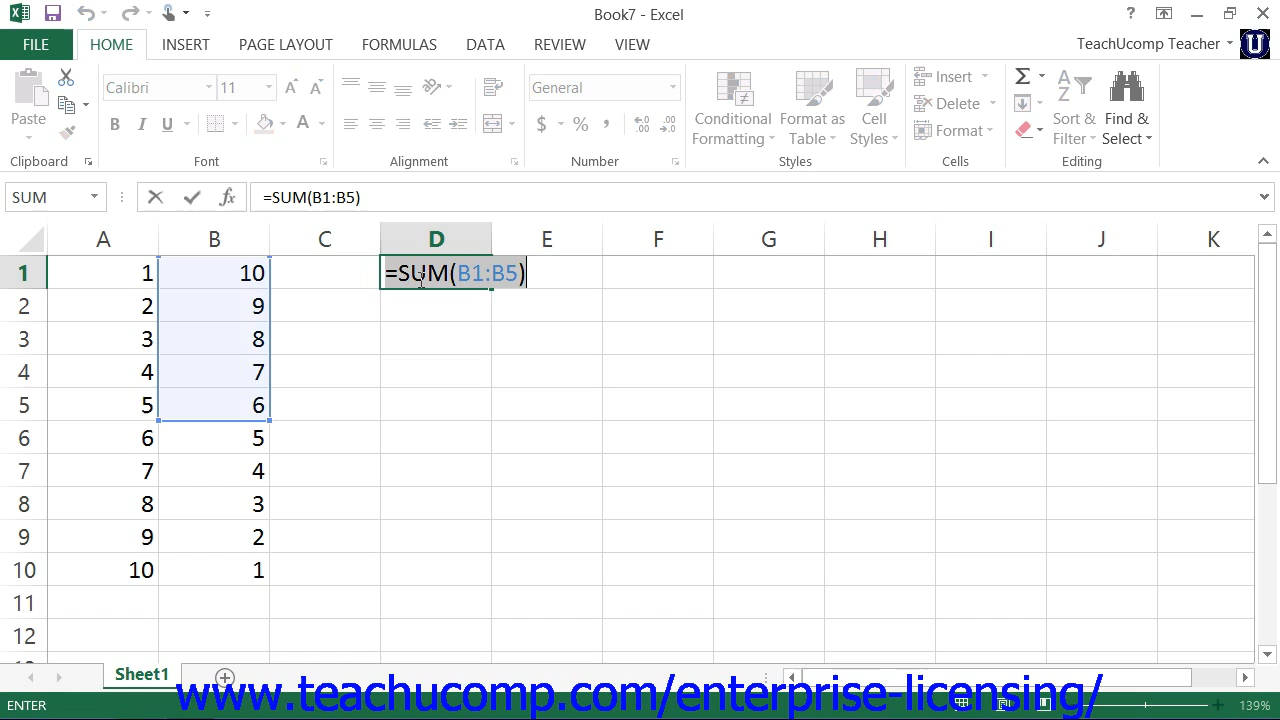 Book7 - Excel
?
FILE HOME INSERT PAGE LAYOUT FORMULAS DATA REVIEW VIEW TeachUcomp Teacher U
Calibri 11 A A General Σ A Z
Insert
Delete
Format
Paste B I U A $ % , .00 .0
Conditional Formatting
Format as Table
Cell Styles
Sort & Filter
Find & Select
Clipboard Font Alignment Number Styles Cells Editing
SUM fx =SUM(B1:B5)
A B C D E F G H I J K
1 1 10 =SUM(B1:B5)
2 2 9
3 3 8
4 4 7
5 5 6
6 6 5
7 7 4
8 8 3
9 9 2
10 10 1
11
12
Sheet1
www.teachucomp.com/enterprise-licensing/
ENTER 139%